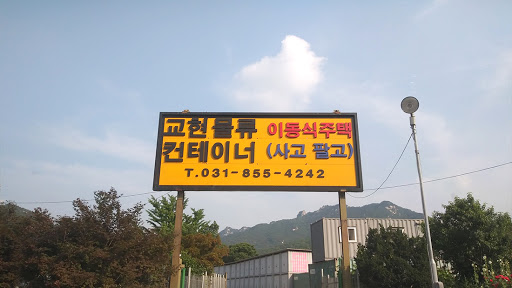 교현물류 이동식주택
컨테이너 (사고 팔고)
T.031-855-4242